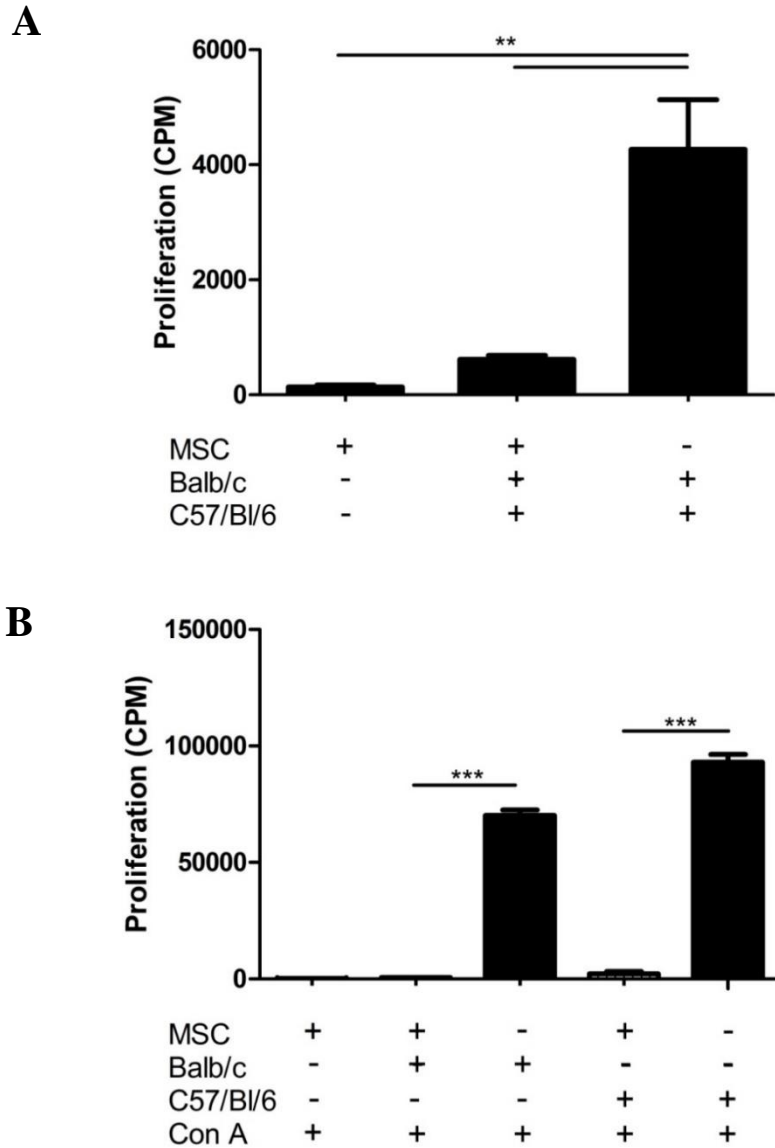 A
Proliferation (CPM)
6000
4000
2000
0
**
MSC + + -
Balb/c - + +
C57/Bl/6 - + +
B
Proliferation (CPM)
150000
100000
50000
0
***
***
MSC + + - + -
Balb/c - + + - -
C57/Bl/6 - - - + +
Con A + + + + +